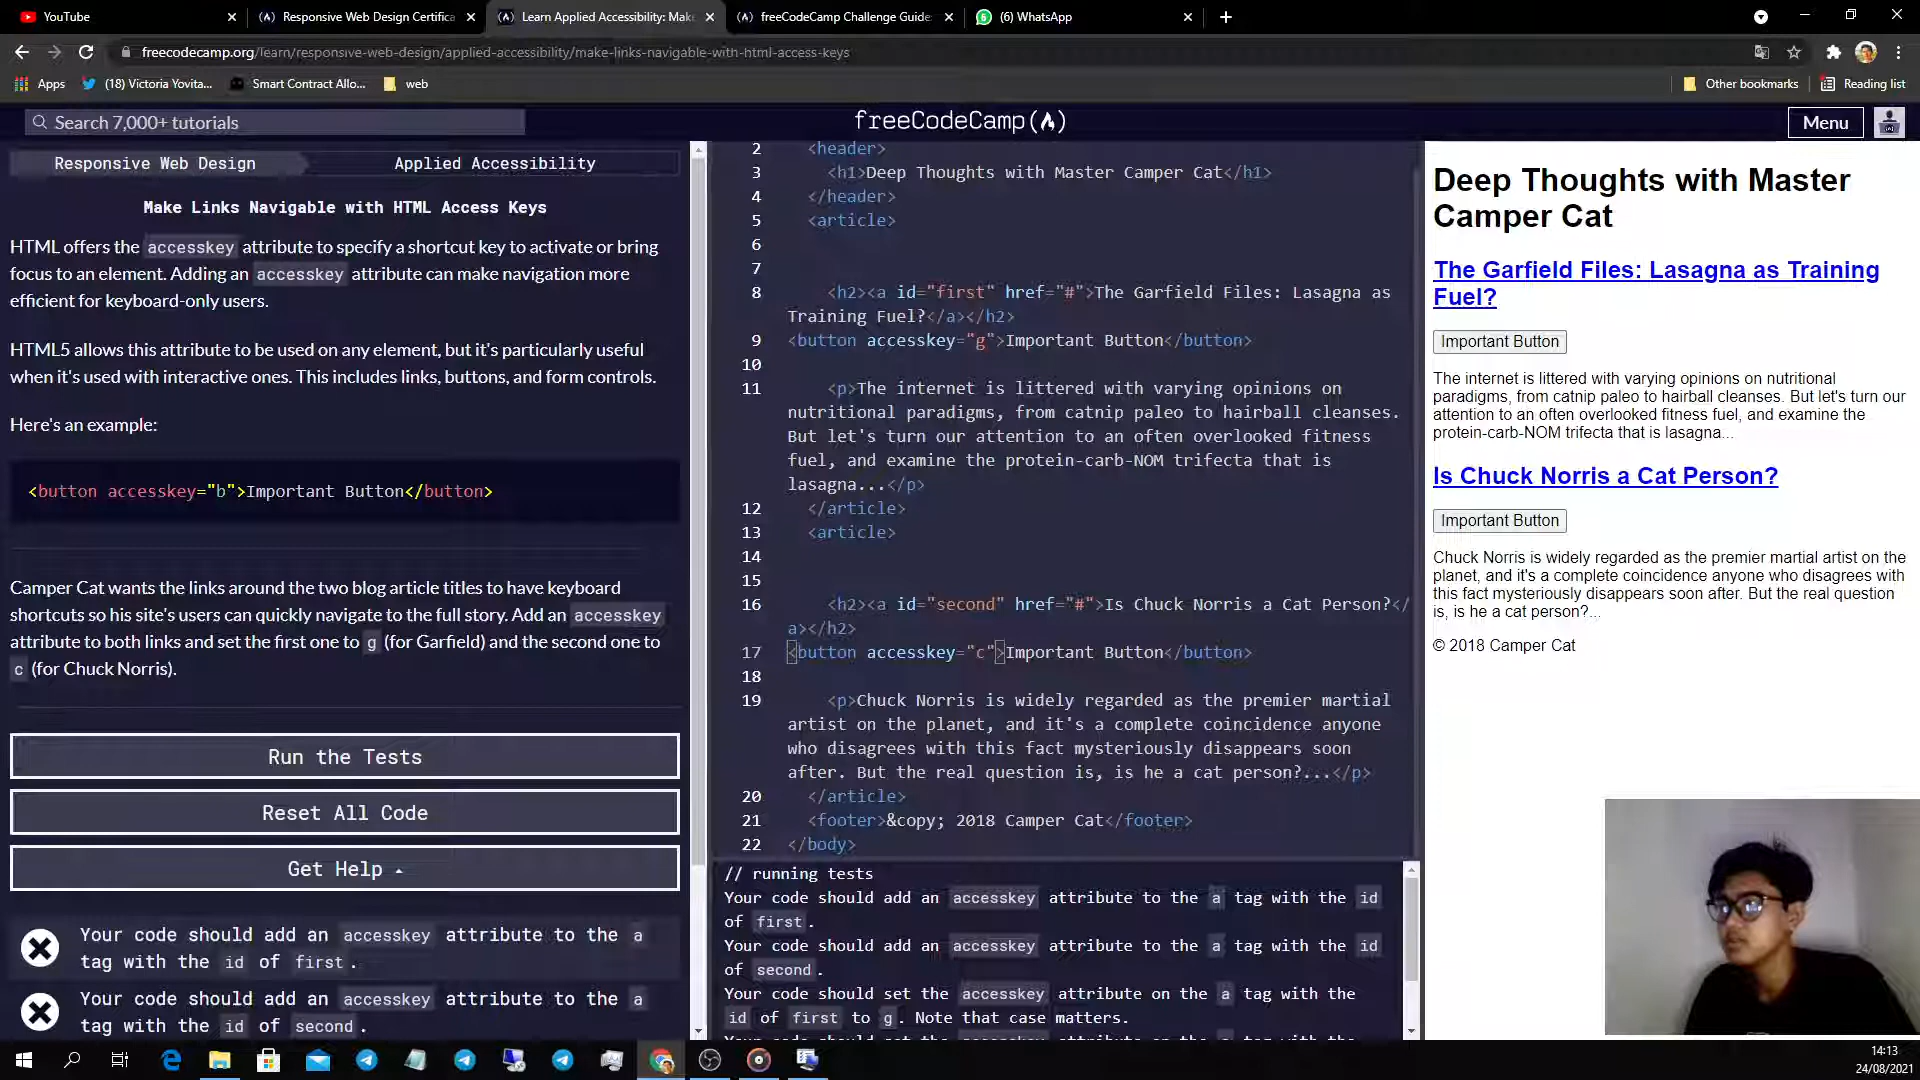 YouTube
Responsive Web Design Certifica
Learn Applied Accessibility: Make
freeCodeCamp Challenge Guide
(6) WhatsApp
freecodecamp.org/learn/responsive-web-design/applied-accessibility/make-links-navigable-with-html-access-keys
Apps
(18) Victoria Yovita...
Smart Contract Allo...
web
Other bookmarks
Reading list
Search 7,000+ tutorials
freeCodeCamp
Menu
Responsive Web Design
Applied Accessibility
Make Links Navigable with HTML Access Keys
HTML offers the accesskey attribute to specify a shortcut key to activate or bring
focus to an element. Adding an accesskey attribute can make navigation more
efficient for keyboard-only users.
HTML5 allows this attribute to be used on any element, but it's particularly useful
when it's used with interactive ones. This includes links, buttons, and form controls.
Here's an example:
<button accesskey="b">Important Button</button>
Camper Cat wants the links around the two blog article titles to have keyboard
shortcuts so his site's users can quickly navigate to the full story. Add an accesskey
attribute to both links and set the first one to g (for Garfield) and the second one to
c (for Chuck Norris).
Run the Tests
Reset All Code
Get Help
Your code should add an accesskey attribute to the a
tag with the id of first.
Your code should add an accesskey attribute to the a
tag with the id of second.
2 <header>
3 <h1>Deep Thoughts with Master Camper Cat</h1>
4 </header>
5 <article>
6
7
8 <h2><a id="first" href="#">The Garfield Files: Lasagna as
Training Fuel?</a></h2>
9 <button accesskey="g">Important Button</button>
10
11 <p>The internet is littered with varying opinions on
nutritional paradigms, from catnip paleo to hairball cleanses.
But let's turn our attention to an often overlooked fitness
fuel, and examine the protein-carb-NOM trifecta that is
lasagna...</p>
12 </article>
13 <article>
14
15
16 <h2><a id="second" href="#">Is Chuck Norris a Cat Person?</
a></h2>
17 <button accesskey="c">Important Button</button>
18
19 <p>Chuck Norris is widely regarded as the premier martial
artist on the planet, and it's a complete coincidence anyone
who disagrees with this fact mysteriously disappears soon
after. But the real question is, is he a cat person?...</p>
20 </article>
21 <footer>&copy; 2018 Camper Cat</footer>
22 </body>
// running tests
Your code should add an accesskey attribute to the a tag with the id
of first.
Your code should add an accesskey attribute to the a tag with the id
of second.
Your code should set the accesskey attribute on the a tag with the
id of first to g. Note that case matters.
Deep Thoughts with Master
Camper Cat
The Garfield Files: Lasagna as Training
Fuel?
Important Button
The internet is littered with varying opinions on nutritional
paradigms, from catnip paleo to hairball cleanses. But let's turn our
attention to an often overlooked fitness fuel, and examine the
protein-carb-NOM trifecta that is lasagna...
Is Chuck Norris a Cat Person?
Important Button
Chuck Norris is widely regarded as the premier martial artist on the
planet, and it's a complete coincidence anyone who disagrees with
this fact mysteriously disappears soon after. But the real question
is, is he a cat person?...
© 2018 Camper Cat
14:13
24/08/2021